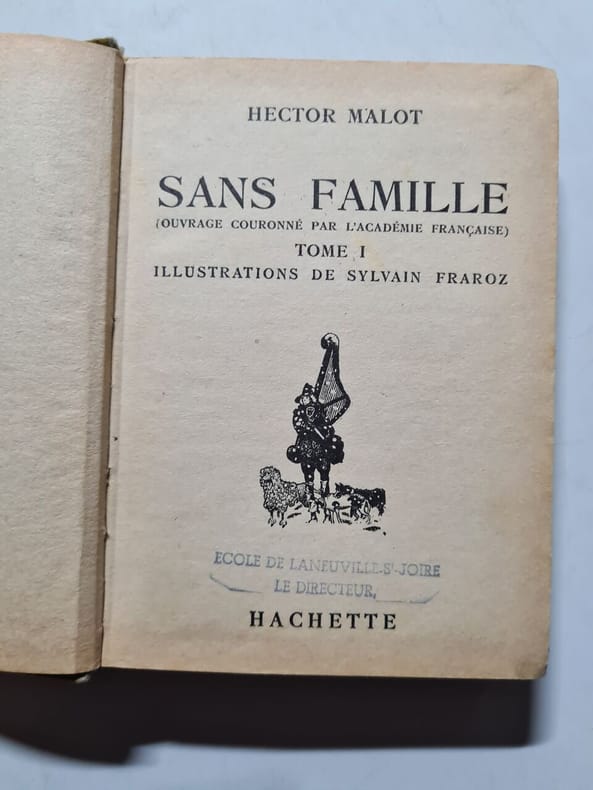 HECTOR MALOT
SANS FAMILLE
(OUVRAGE COURONNÉ PAR L'ACADÉMIE FRANÇAISE)
TOME I
ILLUSTRATIONS DE SYLVAIN FRAROZ
ECOLE DE LANEUVILLE-St-JOIRE
LE DIRECTEUR,
HACHETTE